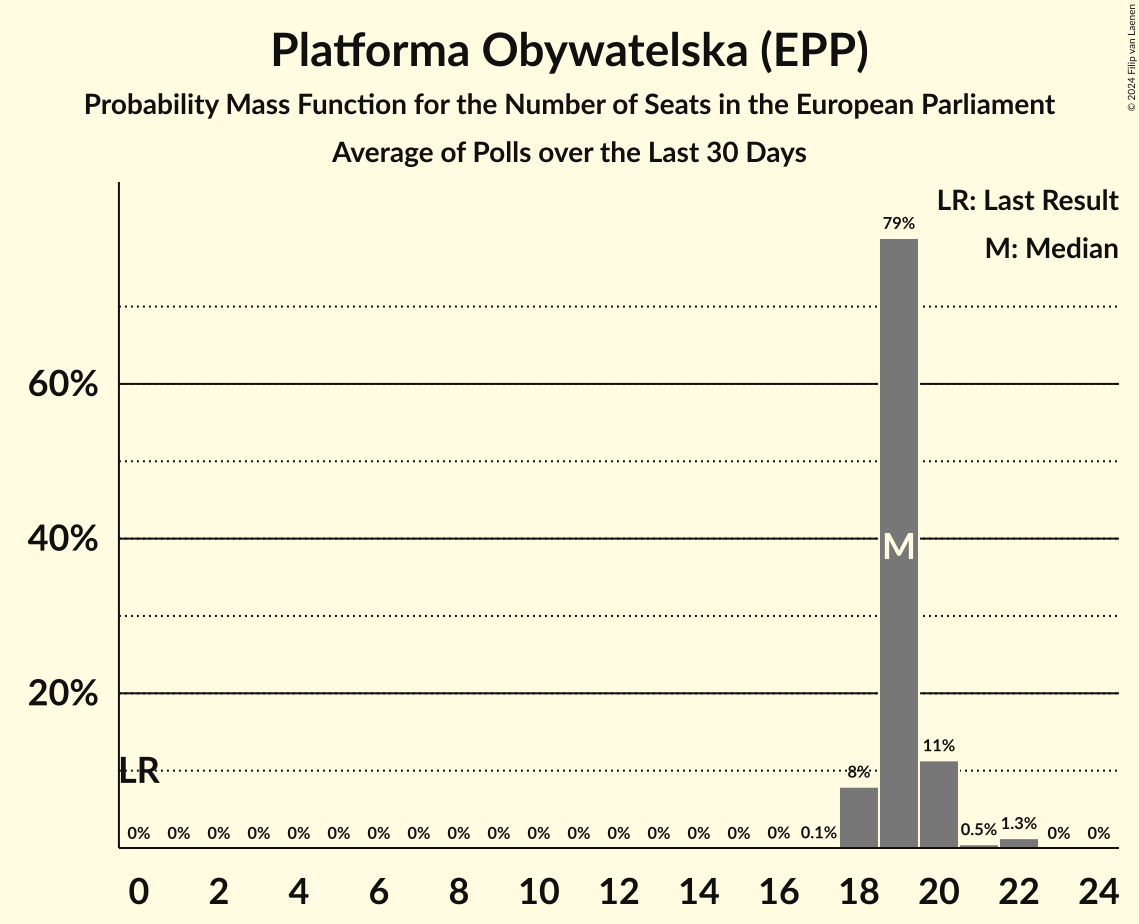 Platforma Obywatelska (EPP)
Probability Mass Function for the Number of Seats in the European Parliament
Average of Polls over the Last 30 Days
© 2024 Filip van Laenen
LR: Last Result
M: Median
79%
60%
40%
M
20%
11%
LR
8%
0% 0% 0% 0% 0% 0% 0% 0% 0% 0% 0% 0% 0% 0% 0% 0% 0% 0.1% 0.5% 1.3% 0% 0%
0 2 4 6 8 10 12 14 16 18 20 22 24